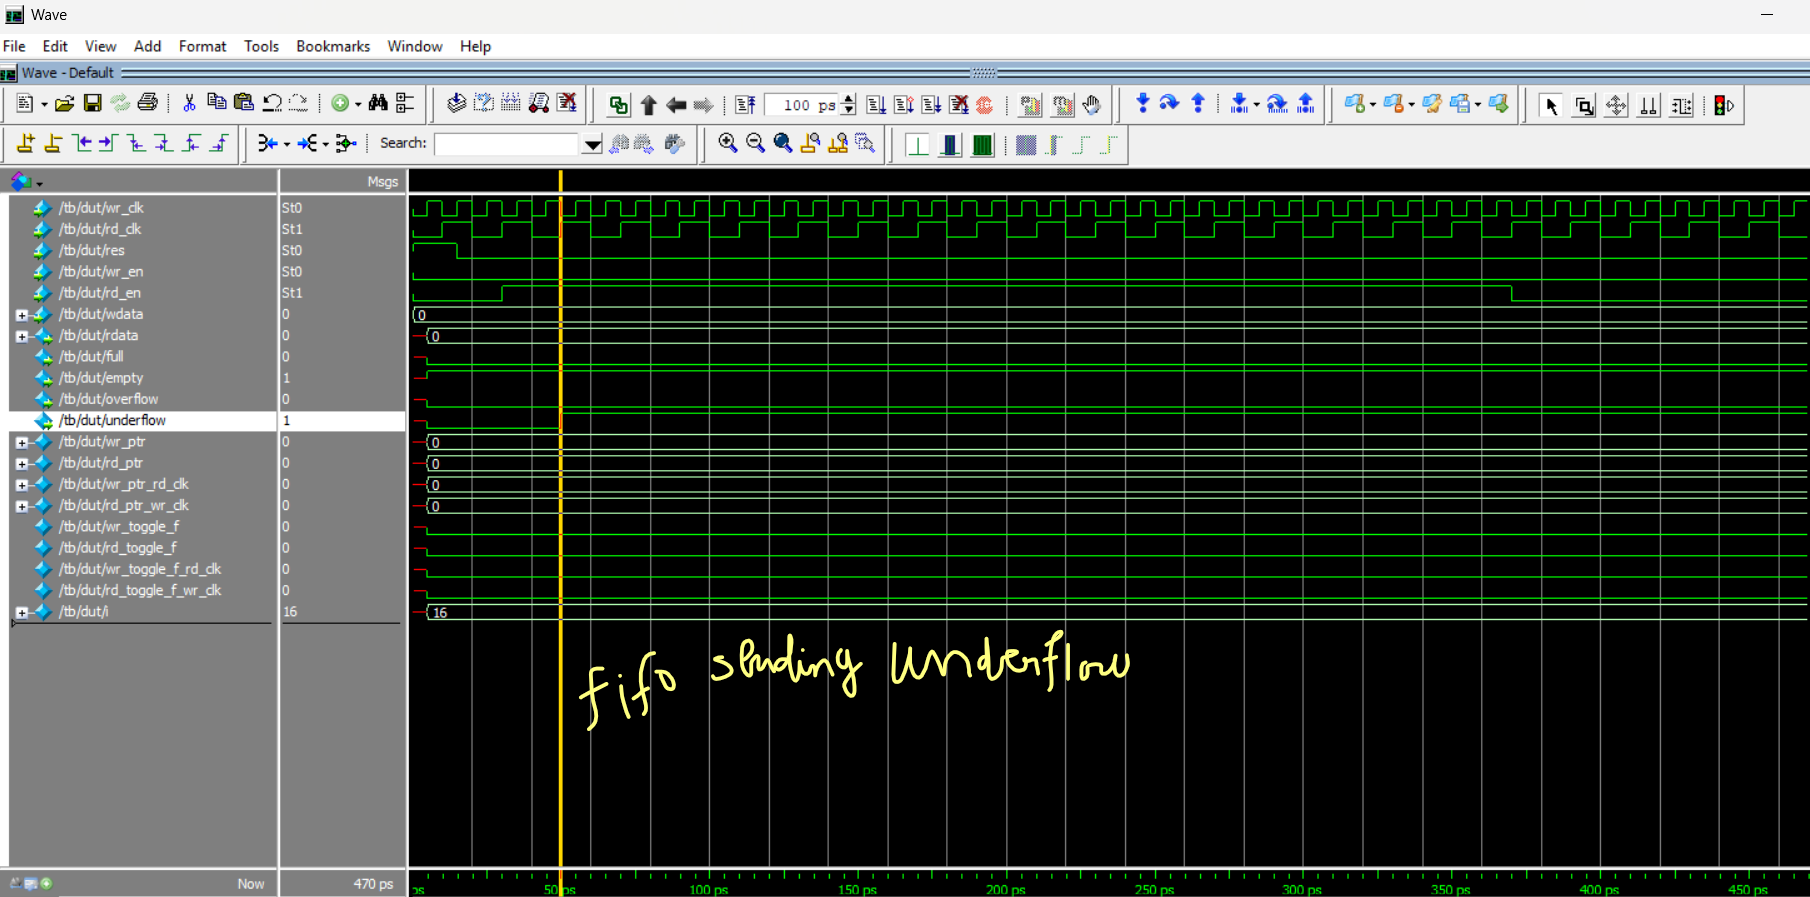 Wave
File Edit View Add Format Tools Bookmarks Window Help
Wave - Default
100 ps
Search:
Msgs
/tb/dut/wr_clk St0
/tb/dut/rd_clk St1
/tb/dut/res St0
/tb/dut/wr_en St0
/tb/dut/rd_en St1
/tb/dut/wdata 0 0
/tb/dut/rdata 0 0
/tb/dut/full 0
/tb/dut/empty 1
/tb/dut/overflow 0
/tb/dut/underflow 1
/tb/dut/wr_ptr 0 0
/tb/dut/rd_ptr 0 0
/tb/dut/wr_ptr_rd_clk 0 0
/tb/dut/rd_ptr_wr_clk 0 0
/tb/dut/wr_toggle_f 0
/tb/dut/rd_toggle_f 0
/tb/dut/wr_toggle_f_rd_clk 0
/tb/dut/rd_toggle_f_wr_clk 0
/tb/dut/i 16 16
fifo underflow
Now 470 ps ps 50 ps 100 ps 150 ps 200 ps 250 ps 300 ps 350 ps 400 ps 450 ps